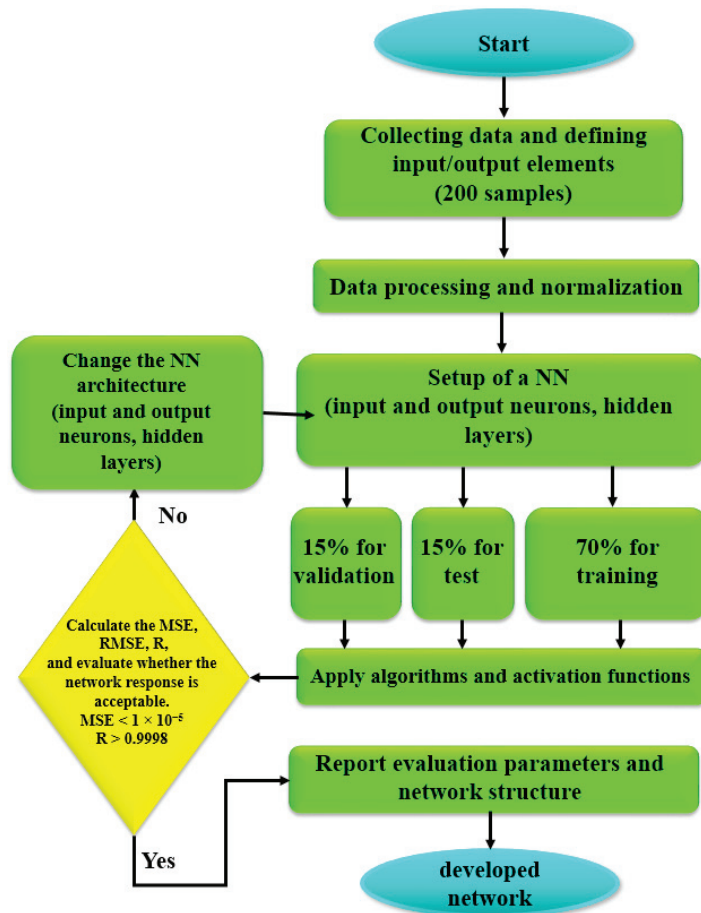 Start
Collecting data and defining
input/output elements
(200 samples)
Data processing and normalization
Change the NN
architecture
(input and output
neurons, hidden
layers)
Setup of a NN
(input and output neurons, hidden
layers)
No
15% for
validation
15% for
test
70% for
training
Calculate the MSE,
RMSE, R,
and evaluate whether the
network response is
acceptable.
MSE < 1 × 10⁻⁵
R > 0.9998
Apply algorithms and activation functions
Report evaluation parameters and
network structure
Yes
developed
network